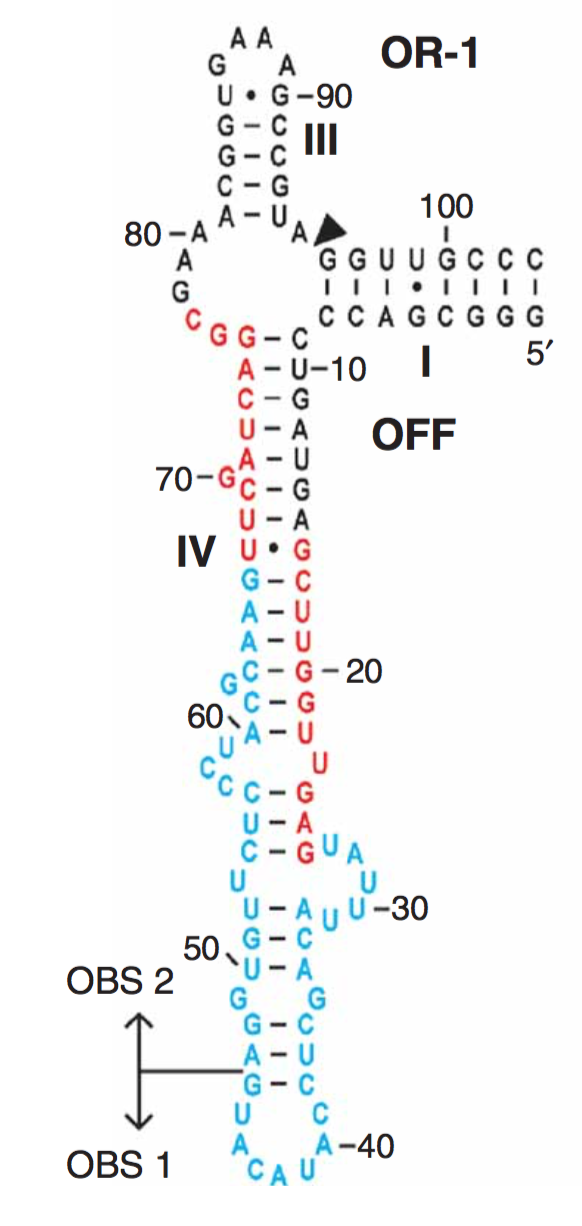 A A
OR-1
G A
U • G –90
G – C
III
G – C
C – G
A – U
100
80 – A A
A G G U U G C C C
G
C C C A G C G G G
G G – C
5′
A – U –10
I
C – G
U – A
OFF
A – U
70 – G C – G
U – A
IV U • G
G – C
A – U
A – U
C – G – 20
G C – G
60 A – U
U U
C
C C – G
U – A
C – G U A
U U
U – A U U –30
G – C
50 U – A
OBS 2
G G
G – C
A – U
G – C
U C
A A –40
C A U
OBS 1